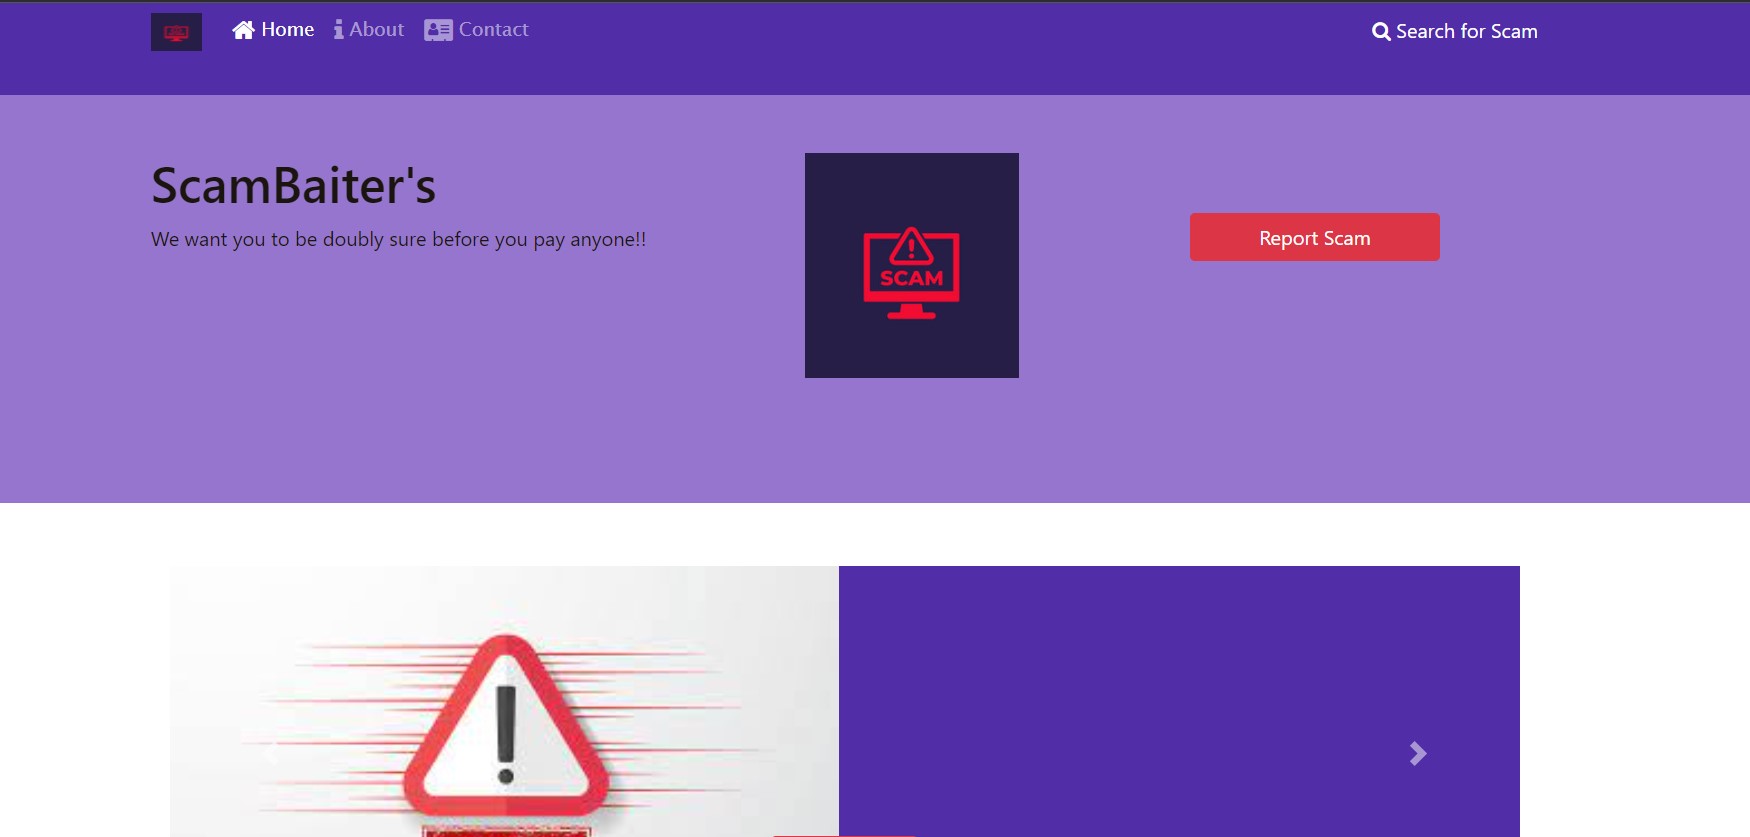 Home
About
Contact
Search for Scam
ScamBaiter's
We want you to be doubly sure before you pay anyone!!
SCAM
Report Scam